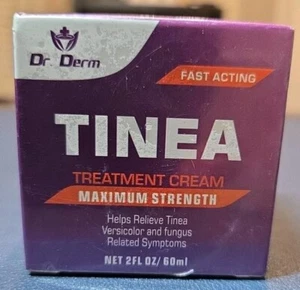 Dr. Derm
FAST ACTING
TINEA
TREATMENT CREAM
MAXIMUM STRENGTH
Helps Relieve Tinea
Versicolor and fungus
Related Symptoms
NET 2FL OZ/ 60ml